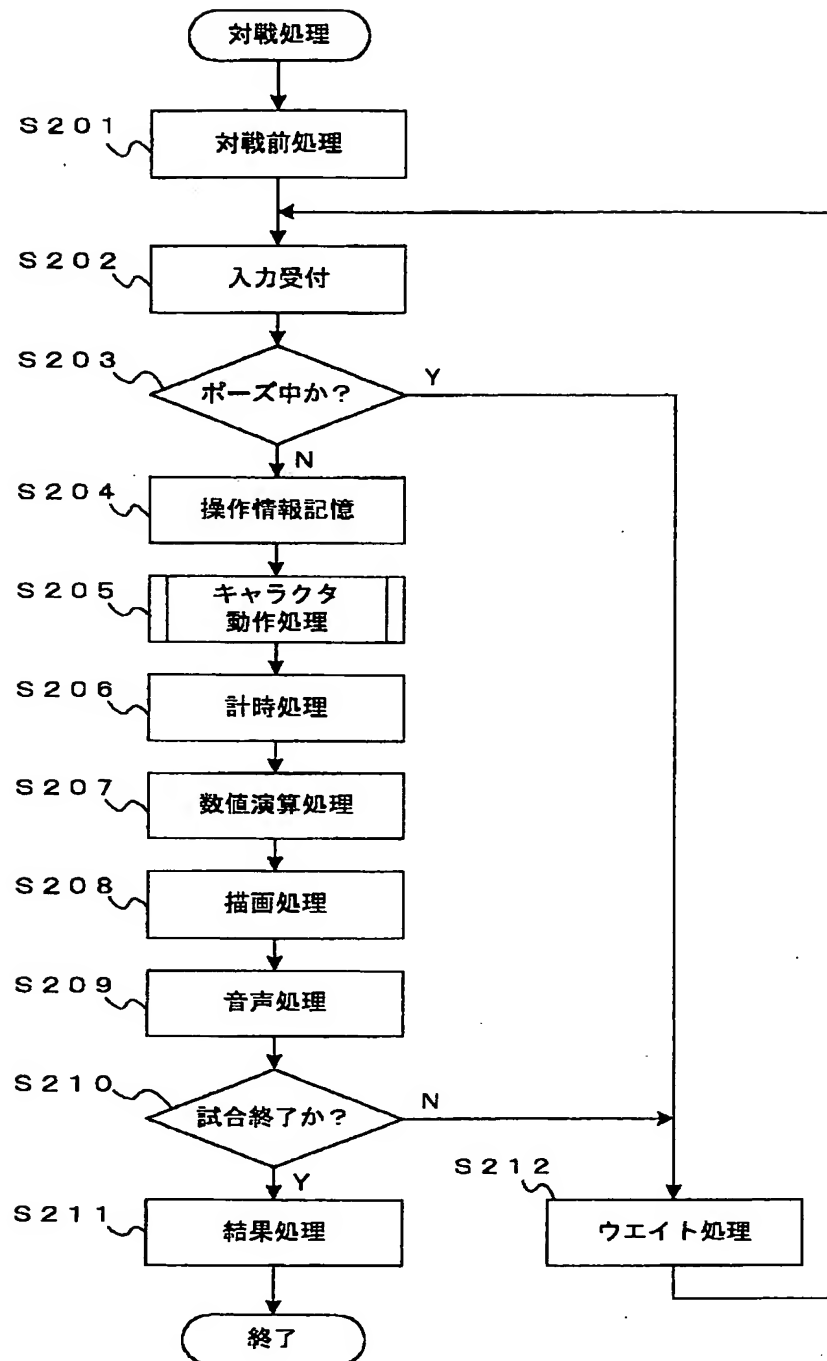 対戦処理
S201
対戦前処理
S202
入力受付
S203
ポーズ中か?
Y
N
S204
操作情報記憶
S205
キャラクタ
動作処理
S206
計時処理
S207
数値演算処理
S208
描画処理
S209
音声処理
S210
試合終了か?
N
Y
S211
結果処理
S212
ウエイト処理
終了